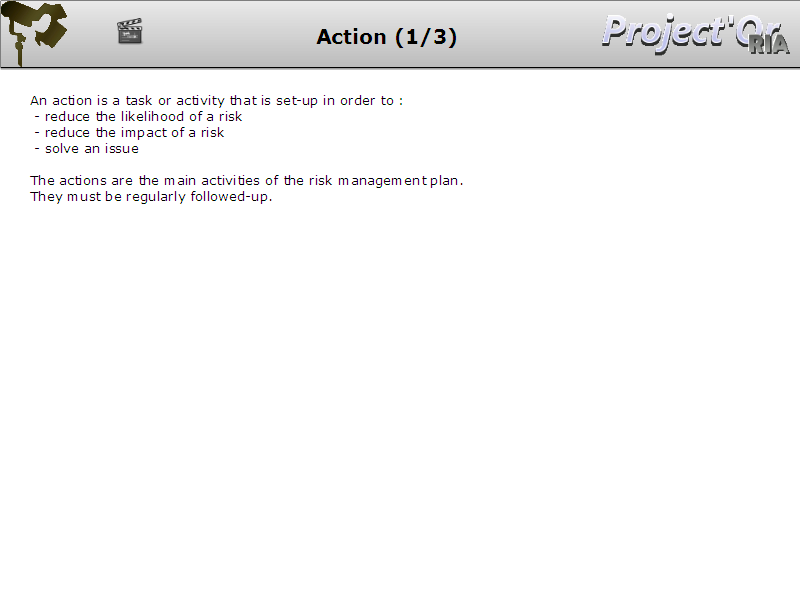 Action (1/3)
Project'Or
RIA
An action is a task or activity that is set-up in order to :
- reduce the likelihood of a risk
- reduce the impact of a risk
- solve an issue
The actions are the main activities of the risk management plan.
They must be regularly followed-up.